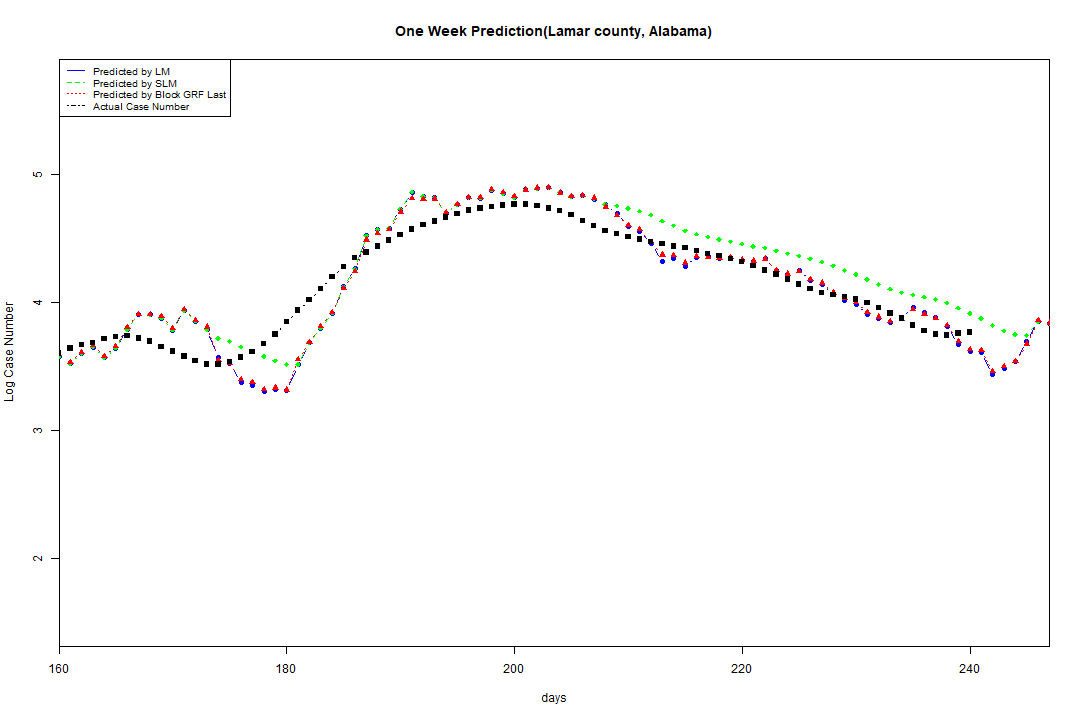 One Week Prediction(Lamar county, Alabama)
Predicted by LM
Predicted by SLM
Predicted by Block GRF Last
Actual Case Number
5
4
3
2
Log Case Number
160
180
200
220
240
days